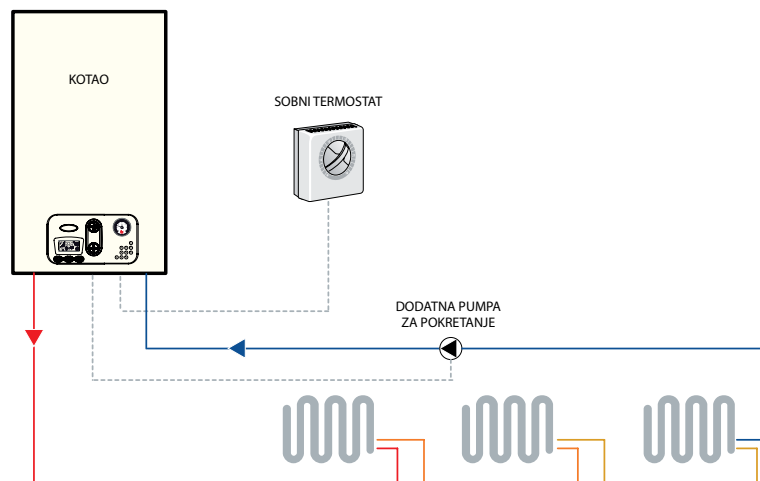 KOTAO
SOBNI TERMOSTAT
DODATNA PUMPA
ZA POKRETANJE